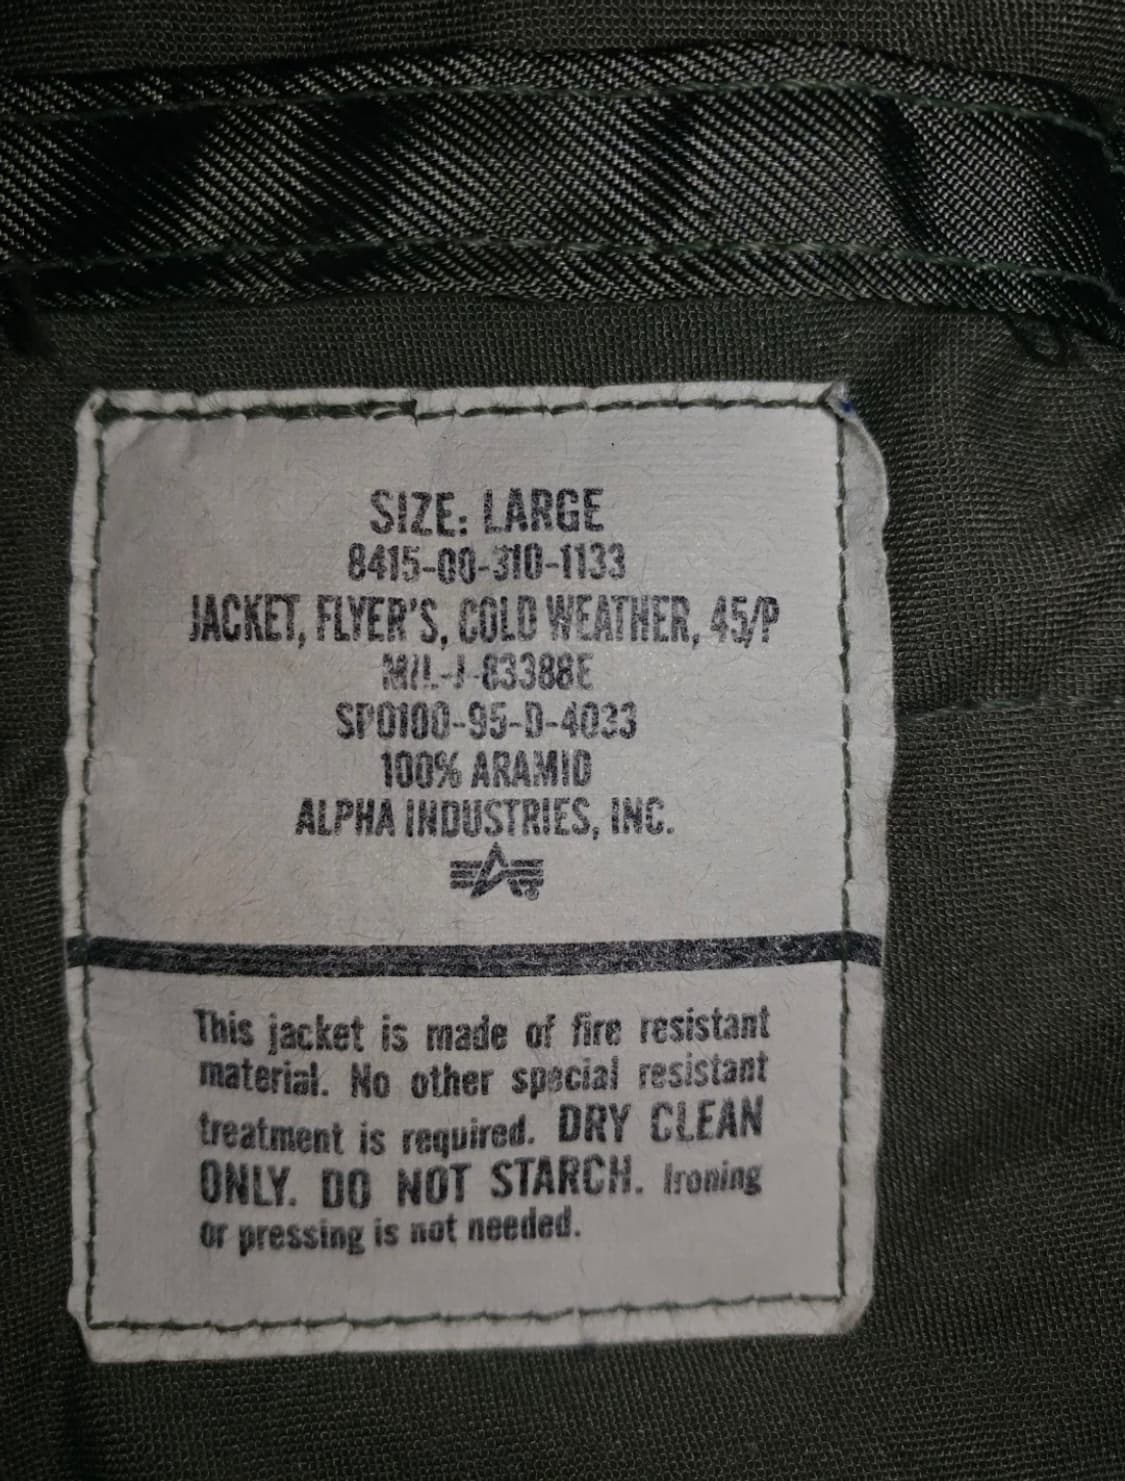 SIZE: LARGE
8415-00-310-1133
JACKET, FLYER'S, COLD WEATHER, 45/P
MIL-J-83388E
SP0100-95-D-4033
100% ARAMID
ALPHA INDUSTRIES, INC.
This jacket is made of fire resistant
material. No other special resistant
treatment is required. DRY CLEAN
ONLY. DO NOT STARCH. Ironing
or pressing is not needed.